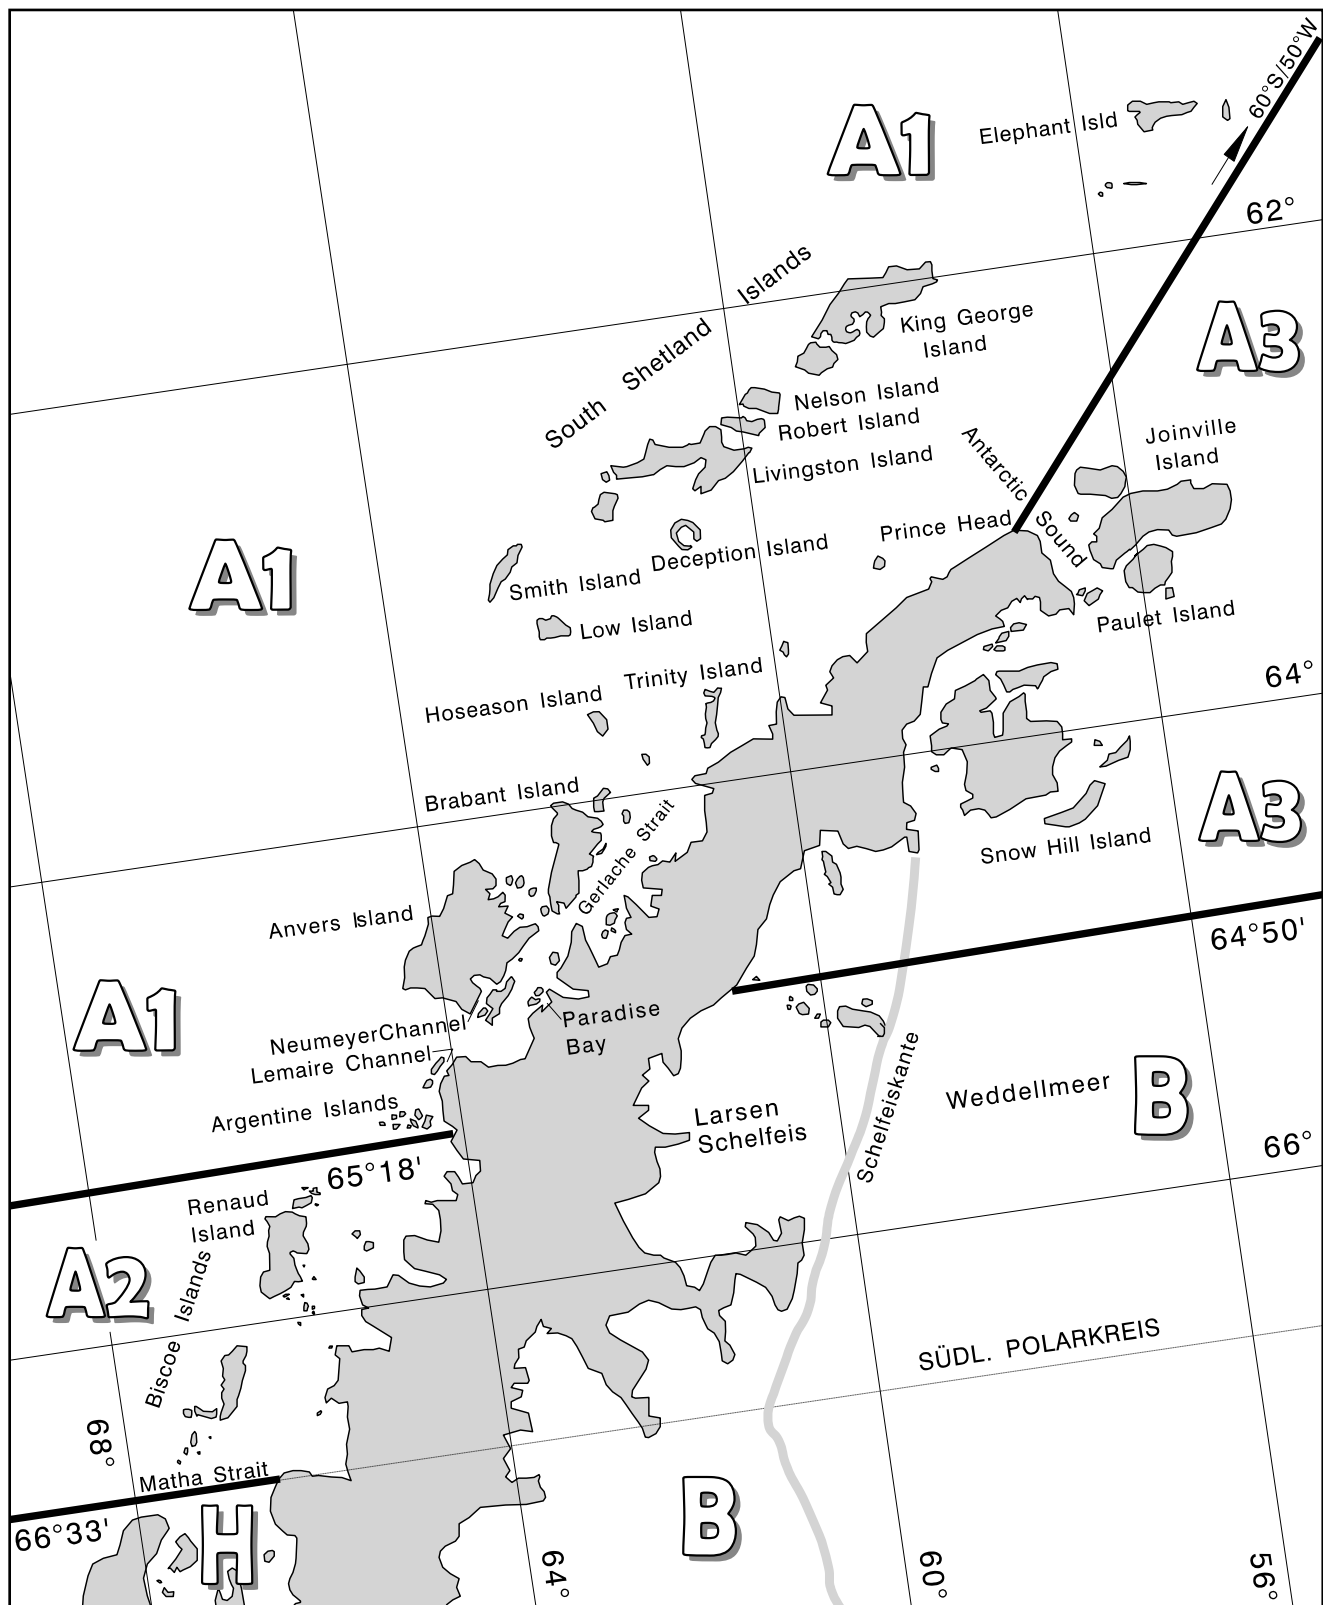 60°S/50°W
A1
Elephant Isld
62°
South Shetland Islands
King George
Island
A3
Nelson Island
Robert Island
Livingston Island
Antarctic Sound
Joinville
Island
Prince Head
A1
Deception Island
Smith Island
Low Island
Paulet Island
Trinity Island
64°
Hoseason Island
Brabant Island
Gerlache Strait
A3
Snow Hill Island
Anvers Island
64°50'
A1
Paradise
Bay
NeumeyerChannel
Lemaire Channel
Argentine Islands
Schelfeiskante
Weddellmeer
B
Larsen
Schelfeis
66°
65°18'
Renaud
Island
A2
Biscoe Islands
SÜDL. POLARKREIS
68°
Matha Strait
66°33'
H
B
64°
60°
56°